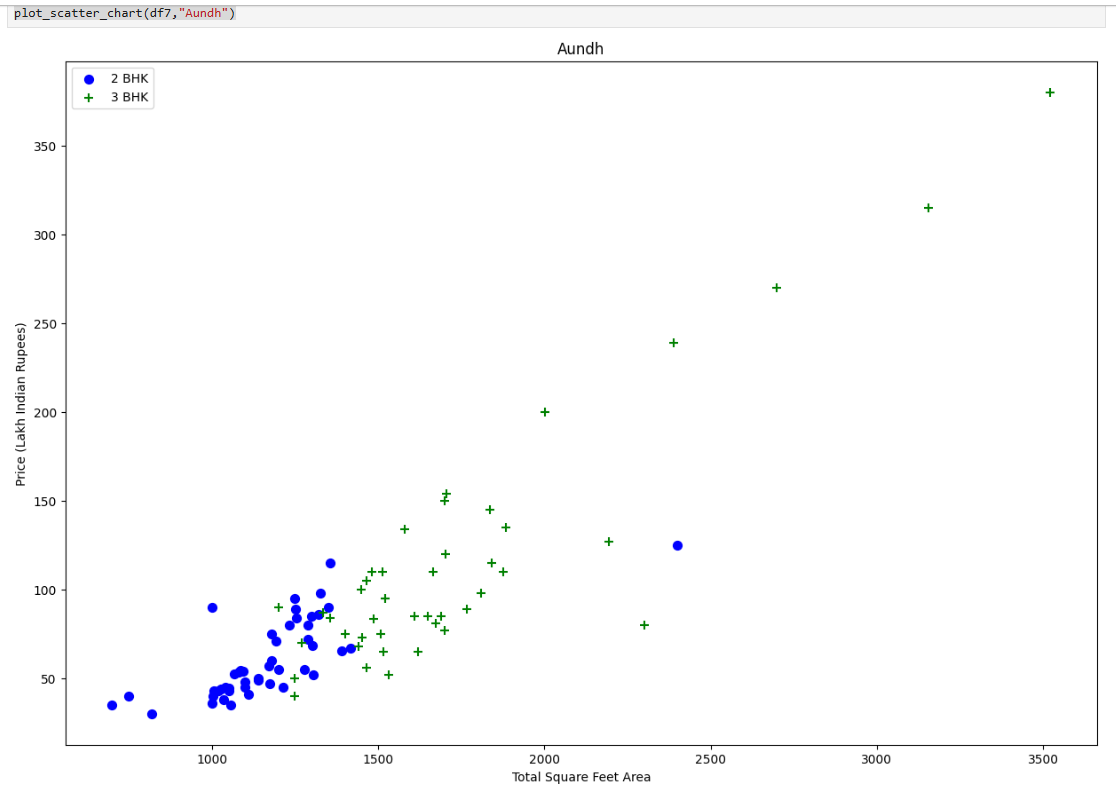 plot_scatter_chart(df7,"Aundh")
Aundh
2 BHK
3 BHK
350
300
250
200
150
100
50
Price (Lakh Indian Rupees)
1000 1500 2000 2500 3000 3500
Total Square Feet Area